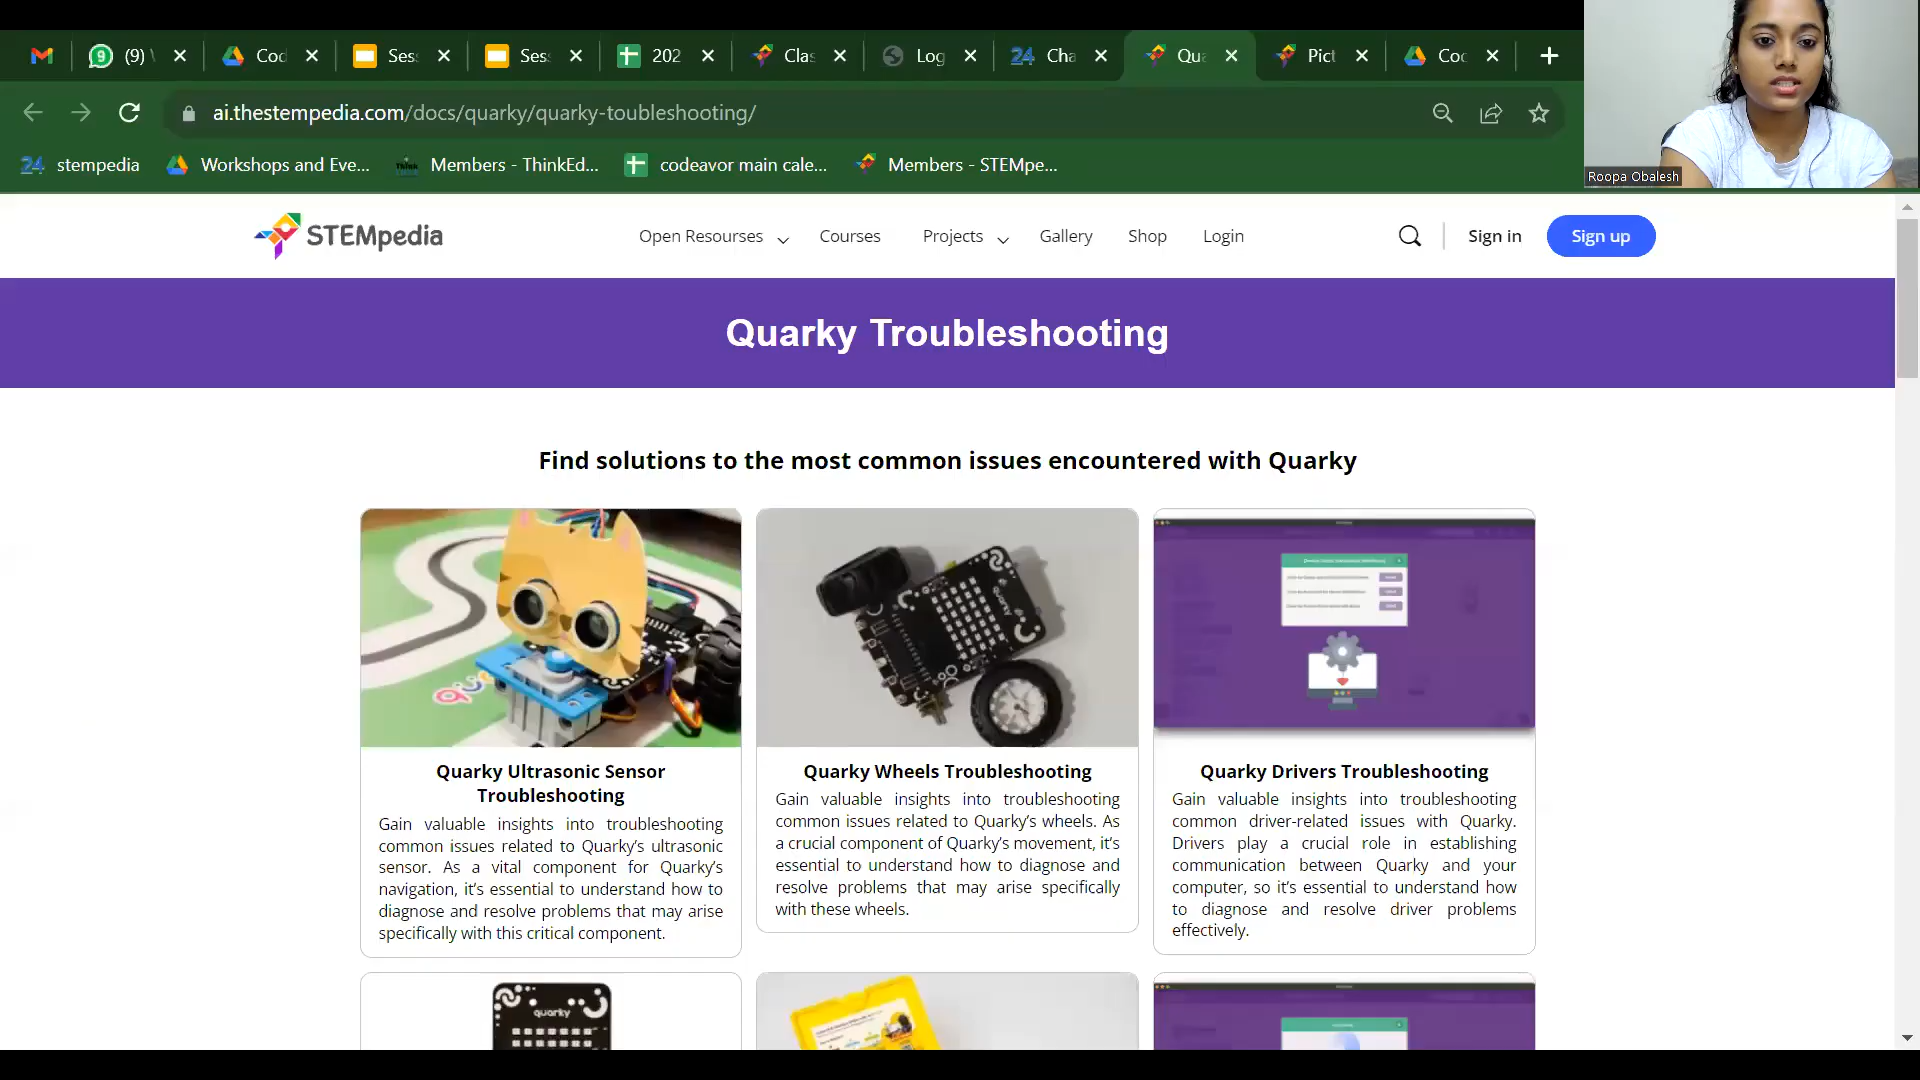 (9)
Coc
Ses
Ses
202
Clas
Log
24 Cha
Qua
Pict
Coc
ai.thestempedia.com/docs/quarky/quarky-toubleshooting/
24 stempedia
Workshops and Eve...
Members - ThinkEd...
codeavor main cale...
Members - STEMpe...
Roopa Obalesh
STEMpedia
Open Resourses
Courses
Projects
Gallery
Shop
Login
Sign in
Sign up
Quarky Troubleshooting
Find solutions to the most common issues encountered with Quarky
Quarky Ultrasonic Sensor
Troubleshooting
Gain valuable insights into troubleshooting
common issues related to Quarky’s ultrasonic
sensor. As a vital component for Quarky’s
navigation, it’s essential to understand how to
diagnose and resolve problems that may arise
specifically with this critical component.
Quarky Wheels Troubleshooting
Gain valuable insights into troubleshooting
common issues related to Quarky’s wheels. As
a crucial component of Quarky’s movement, it’s
essential to understand how to diagnose and
resolve problems that may arise specifically
with these wheels.
Quarky Drivers Troubleshooting
Gain valuable insights into troubleshooting
common driver-related issues with Quarky.
Drivers play a crucial role in establishing
communication between Quarky and your
computer, so it’s essential to understand how
to diagnose and resolve driver problems
effectively.
quarky